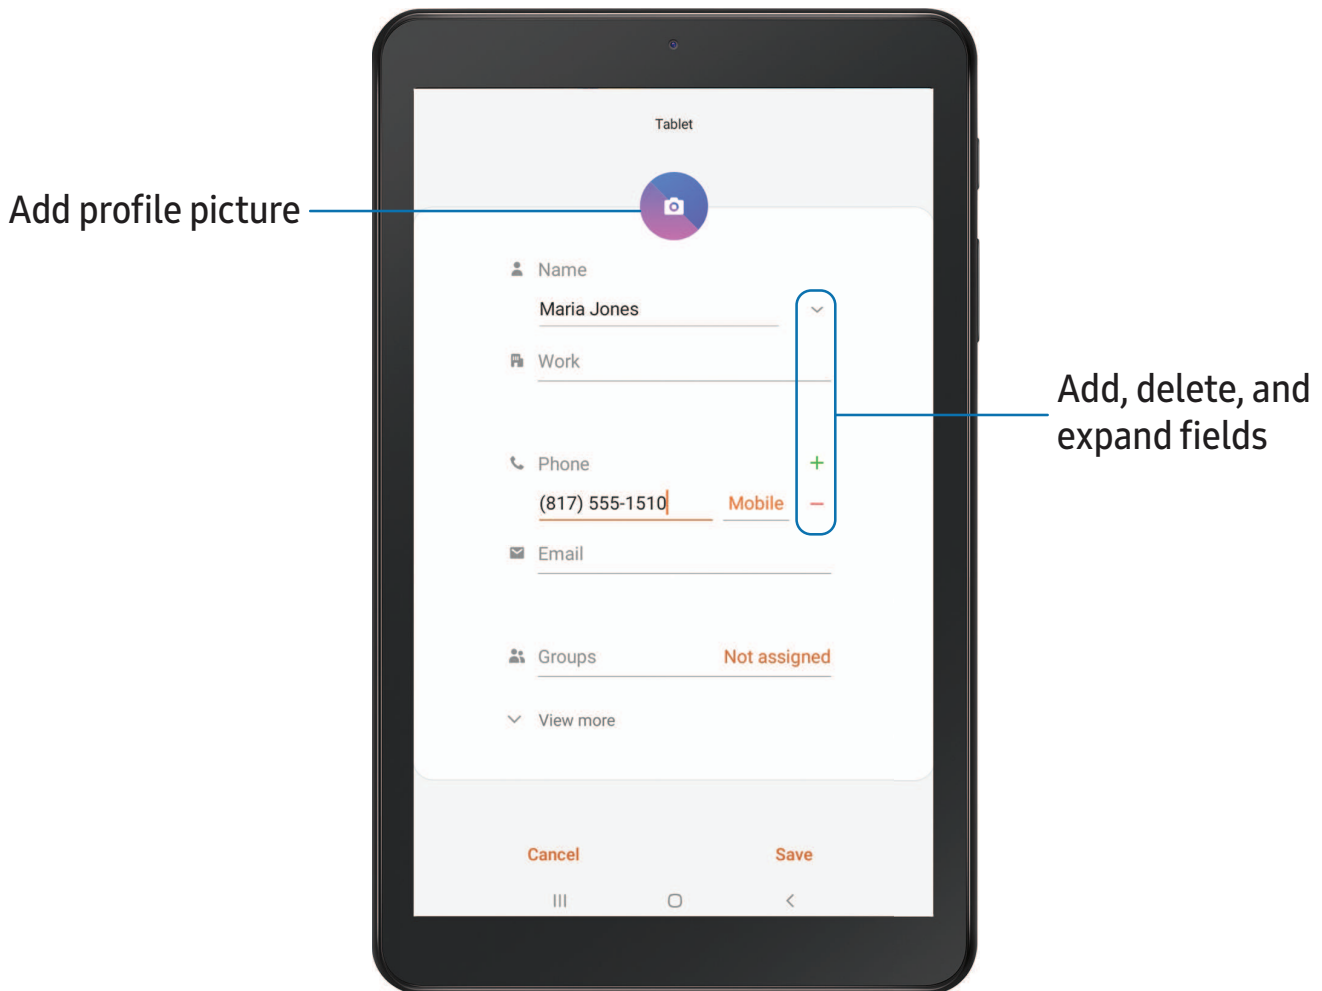 Tablet
Add profile picture
Name
Maria Jones
Work
Add, delete, and
expand fields
Phone
(817) 555-1510 Mobile
Email
Groups Not assigned
View more
Cancel Save